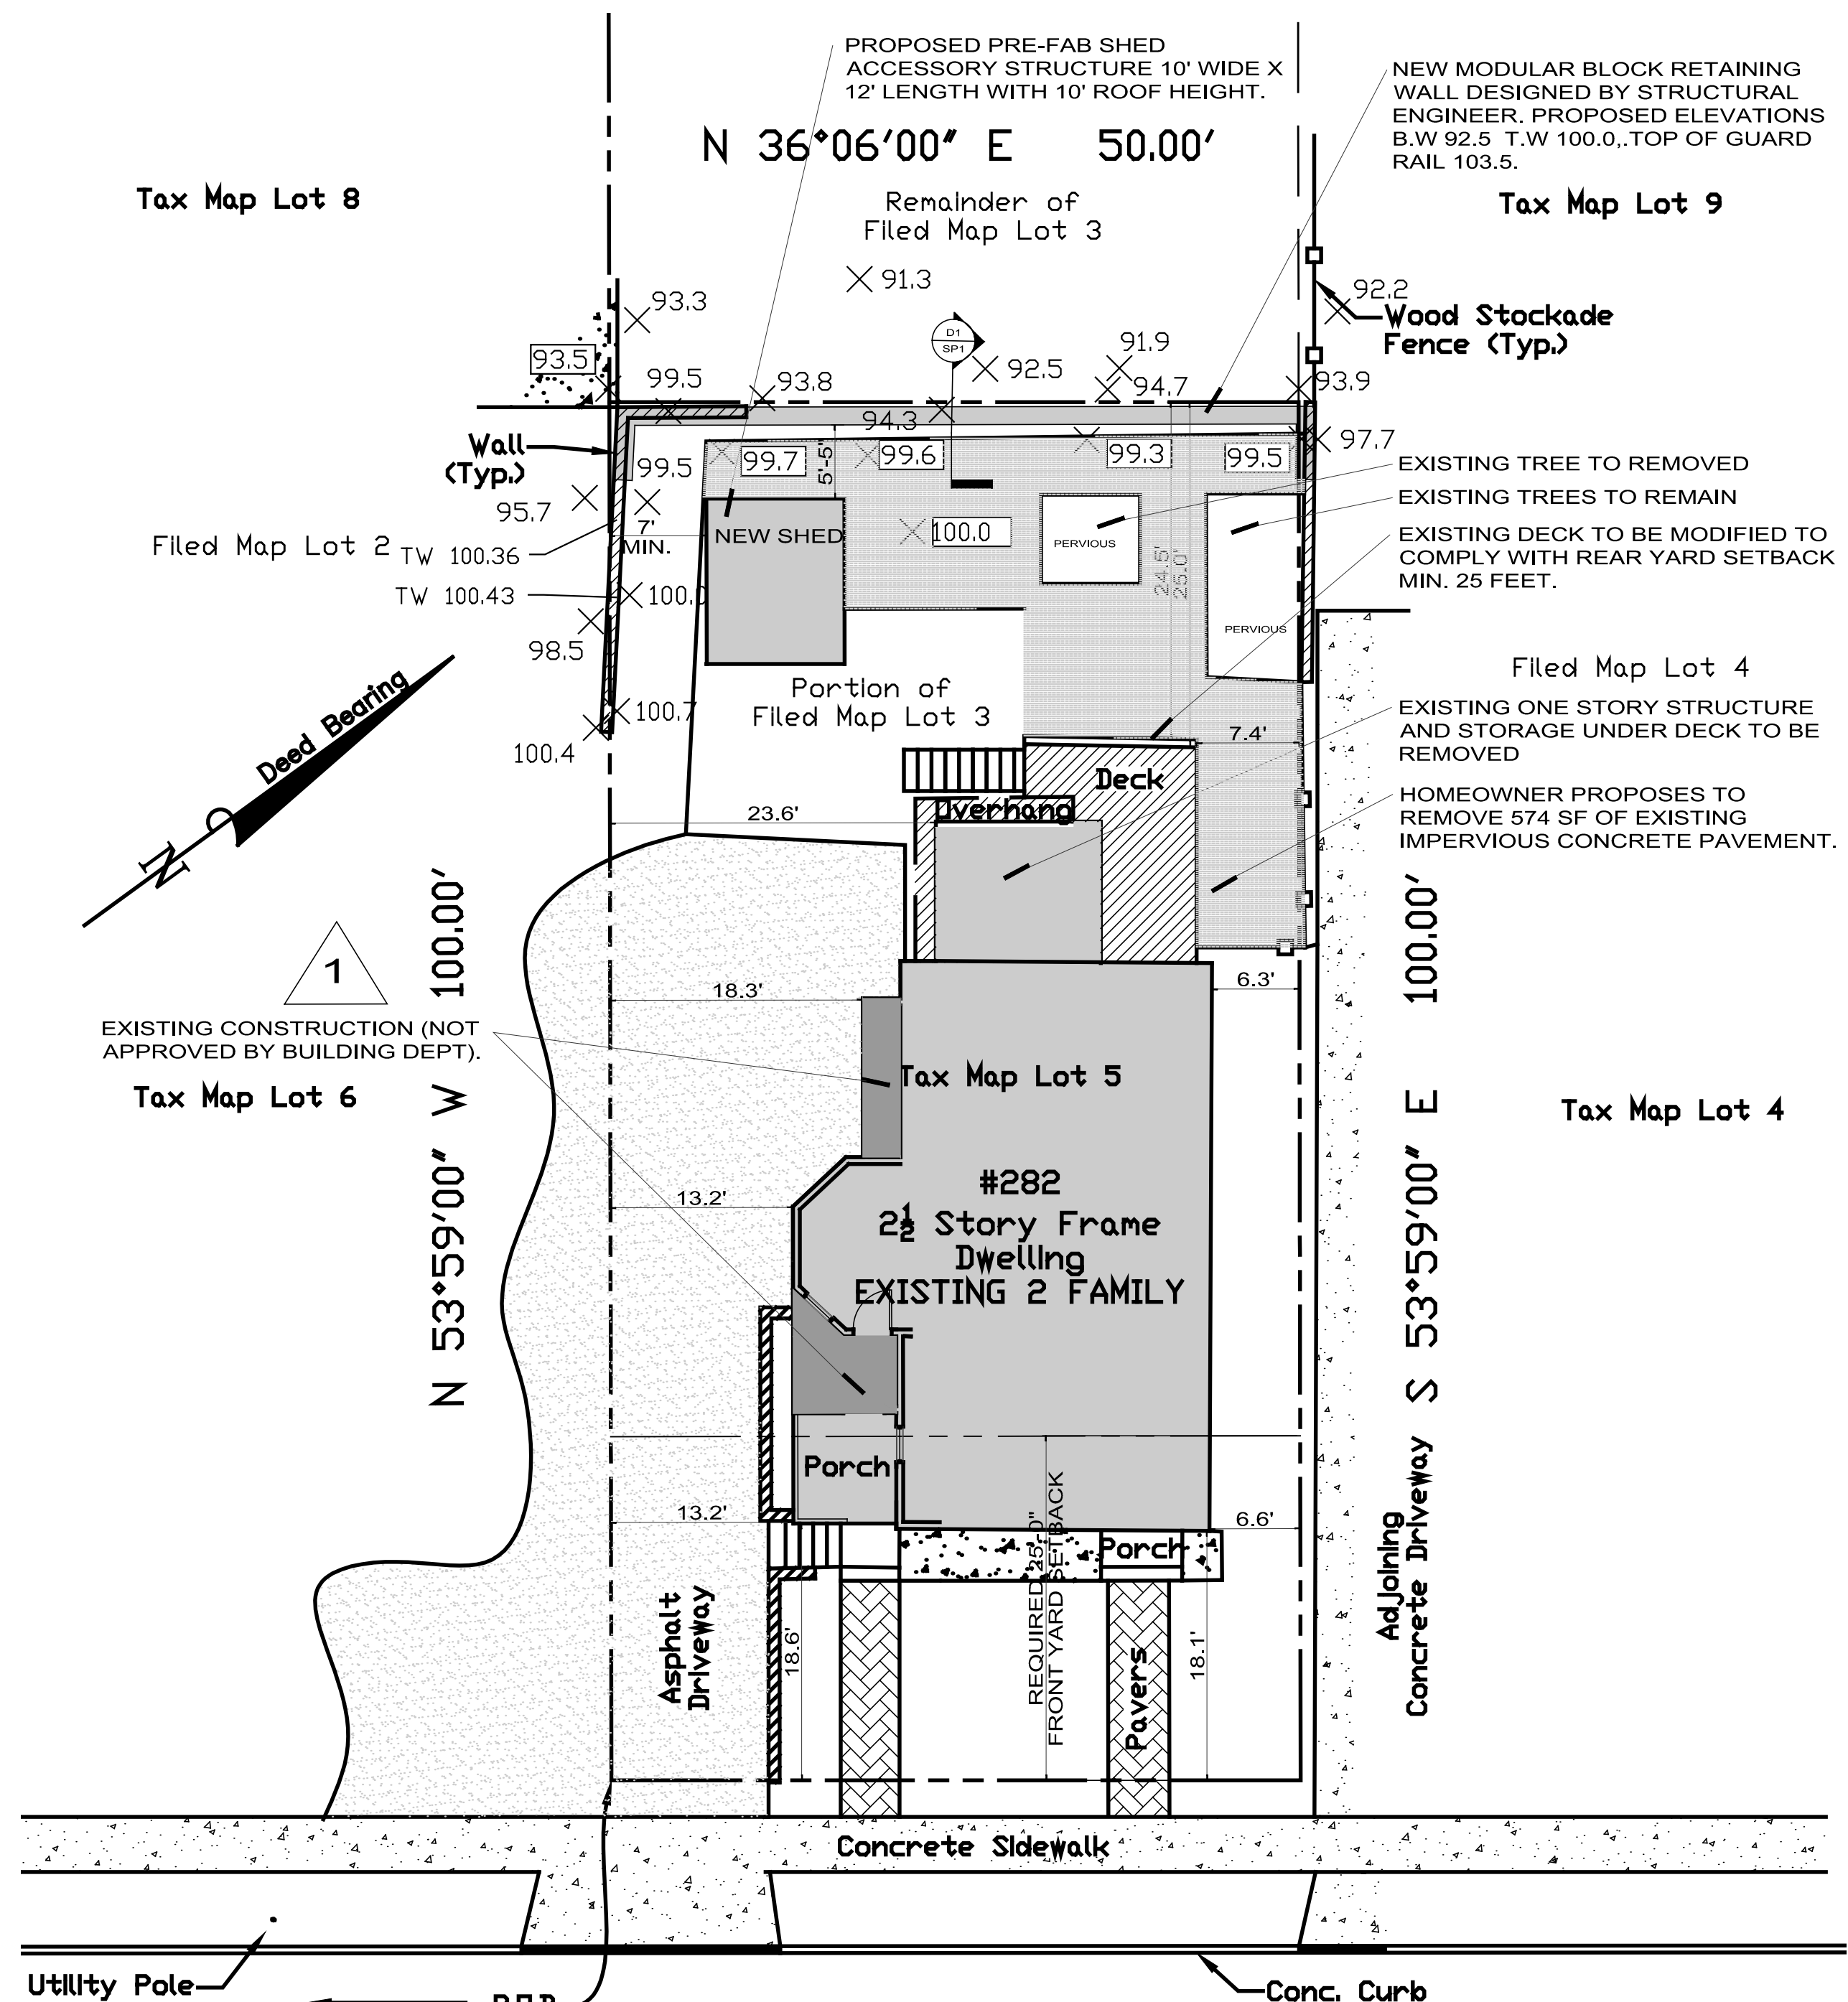 PROPOSED PRE-FAB SHED
ACCESSORY STRUCTURE 10' WIDE X
12' LENGTH WITH 10' ROOF HEIGHT.
NEW MODULAR BLOCK RETAINING
WALL DESIGNED BY STRUCTURAL
ENGINEER. PROPOSED ELEVATIONS
B.W 92.5 T.W 100.0,.TOP OF GUARD
RAIL 103.5.
N 36°06'00" E 50.00'
Tax Map Lot 8
Remainder of
Filed Map Lot 3
Tax Map Lot 9
91.3
93.3
92.2
Wood Stockade
Fence (Typ.)
D1
SP1
93.5
99.5
93.8
92.5
91.9
94.7
93.9
94.3
97.7
Wall
(Typ.)
99.5
99.7
5'-5"
99.6
99.3
99.5
EXISTING TREE TO REMOVED
EXISTING TREES TO REMAIN
95.7
7'
MIN.
NEW SHED
100.0
PERVIOUS
24.5'
25.0'
EXISTING DECK TO BE MODIFIED TO
COMPLY WITH REAR YARD SETBACK
MIN. 25 FEET.
Filed Map Lot 2
TW 100.36
TW 100.43
100.0
PERVIOUS
98.5
Filed Map Lot 4
Portion of
Filed Map Lot 3
100.7
100.4
Deed Bearing
N
EXISTING ONE STORY STRUCTURE
AND STORAGE UNDER DECK TO BE
REMOVED
7.4'
Deck
Overhang
23.6'
HOMEOWNER PROPOSES TO
REMOVE 574 SF OF EXISTING
IMPERVIOUS CONCRETE PAVEMENT.
N 53°59'00" W 100.00'
S 53°59'00" E 100.00'
1
18.3'
6.3'
EXISTING CONSTRUCTION (NOT
APPROVED BY BUILDING DEPT).
Tax Map Lot 6
Tax Map Lot 5
Tax Map Lot 4
13.2'
#282
2½ Story Frame
Dwelling
EXISTING 2 FAMILY
Porch
13.2'
6.6'
Porch
REQUIRED 25'-0"
FRONT YARD SETBACK
Asphalt
Driveway
18.6'
Pavers
18.1'
Adjoining
Concrete Driveway
Concrete Sidewalk
Utility Pole
Conc. Curb